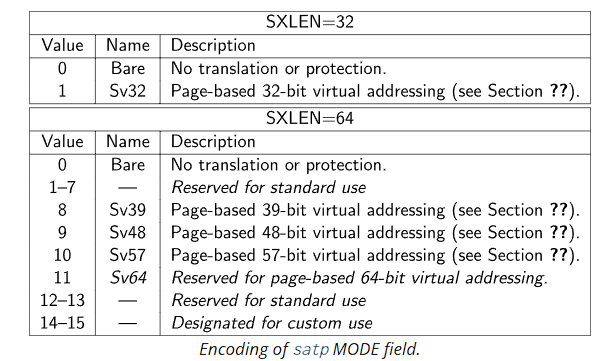 SXLEN=32
Value Name Description
0 Bare No translation or protection.
1 Sv32 Page-based 32-bit virtual addressing (see Section ??).
SXLEN=64
Value Name Description
0 Bare No translation or protection.
1–7 — Reserved for standard use
8 Sv39 Page-based 39-bit virtual addressing (see Section ??).
9 Sv48 Page-based 48-bit virtual addressing (see Section ??).
10 Sv57 Page-based 57-bit virtual addressing (see Section ??).
11 Sv64 Reserved for page-based 64-bit virtual addressing.
12–13 — Reserved for standard use
14–15 — Designated for custom use
Encoding of satp MODE field.